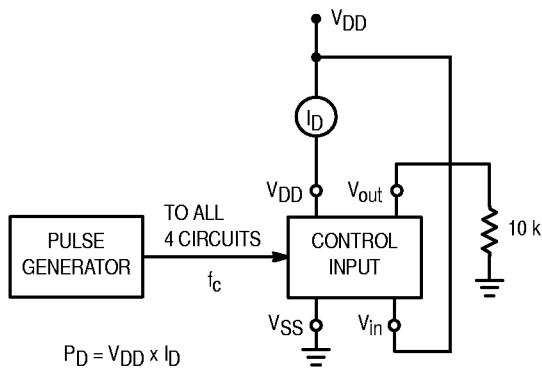 VDD
ID
VDD
Vout
TO ALL
4 CIRCUITS
PULSE
GENERATOR
fc
CONTROL
INPUT
10 k
VSS
Vin
PD = VDD x ID